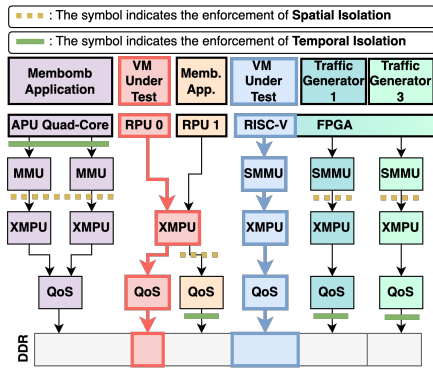 : The symbol indicates the enforcement of Spatial Isolation
: The symbol indicates the enforcement of Temporal Isolation
Membomb
Application
VM
Under
Test
Memb.
App.
VM
Under
Test
Traffic
Generator
1
Traffic
Generator
3
APU Quad-Core
RPU 0
RPU 1
RISC-V
FPGA
MMU
MMU
SMMU
SMMU
SMMU
XMPU
XMPU
XMPU
XMPU
XMPU
XMPU
QoS
QoS
QoS
QoS
QoS
QoS
DDR